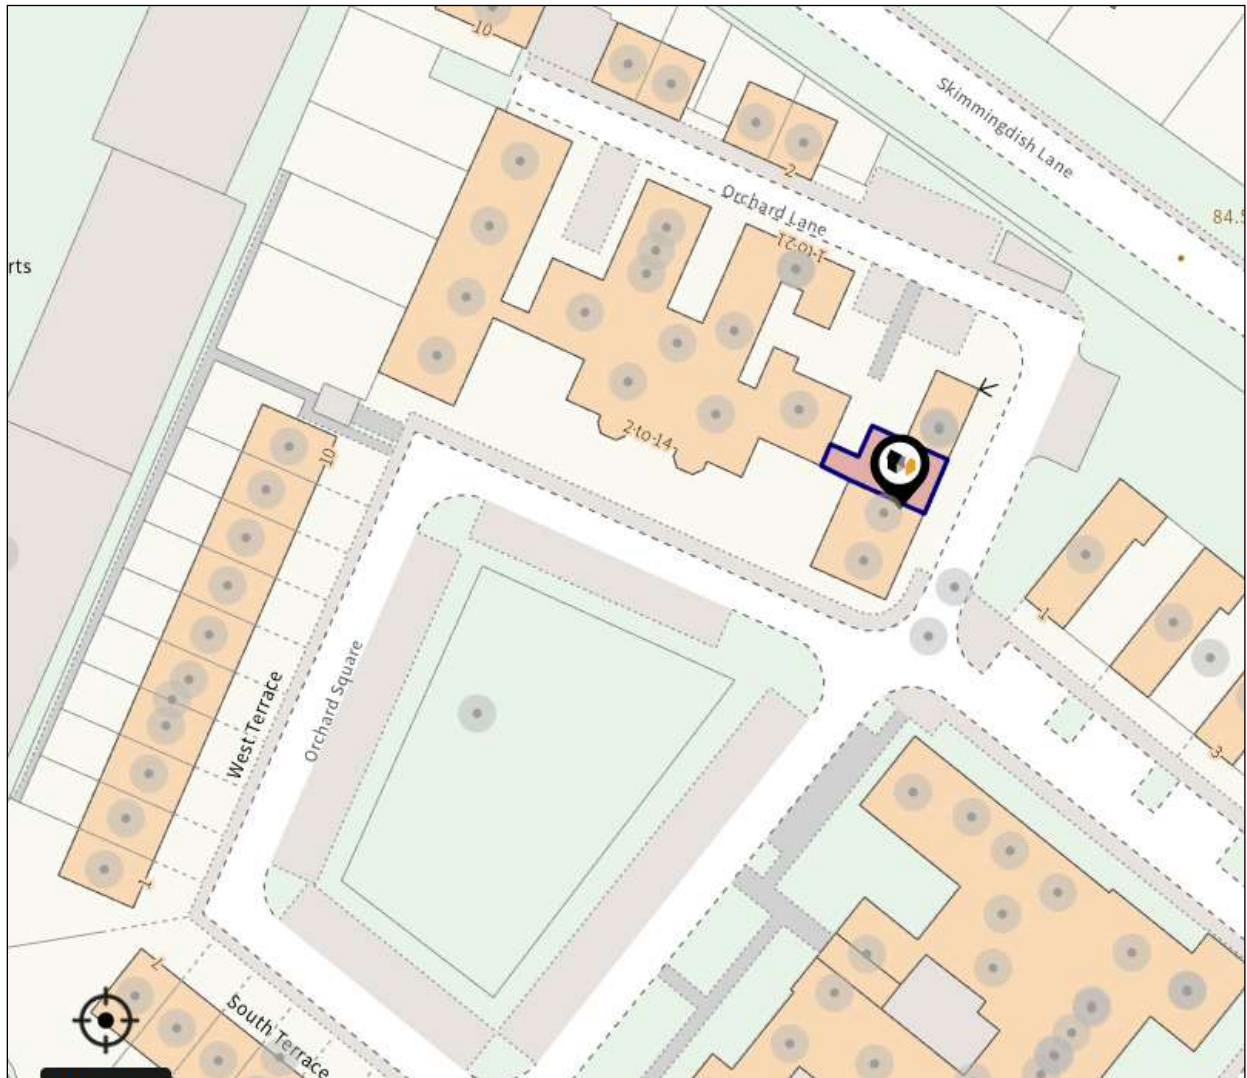 10
Skimmingdish Lane
2
Orchard Lane
84.5
1-to-21
rts
2-to-14
10
1
Orchard Square
West Terrace
3
1
1
South Terrace